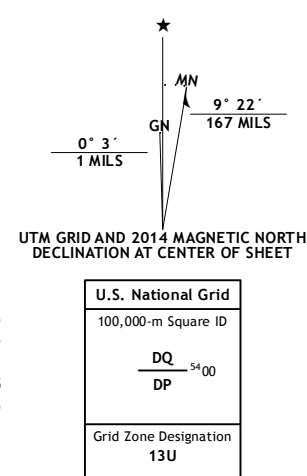 ★
MN
GN
9° 22´
167 MILS
0° 3´
1 MILS
UTM GRID AND 2014 MAGNETIC NORTH
DECLINATION AT CENTER OF SHEET
U.S. National Grid
100,000-m Square ID
DQ
5400
DP
Grid Zone Designation
13U